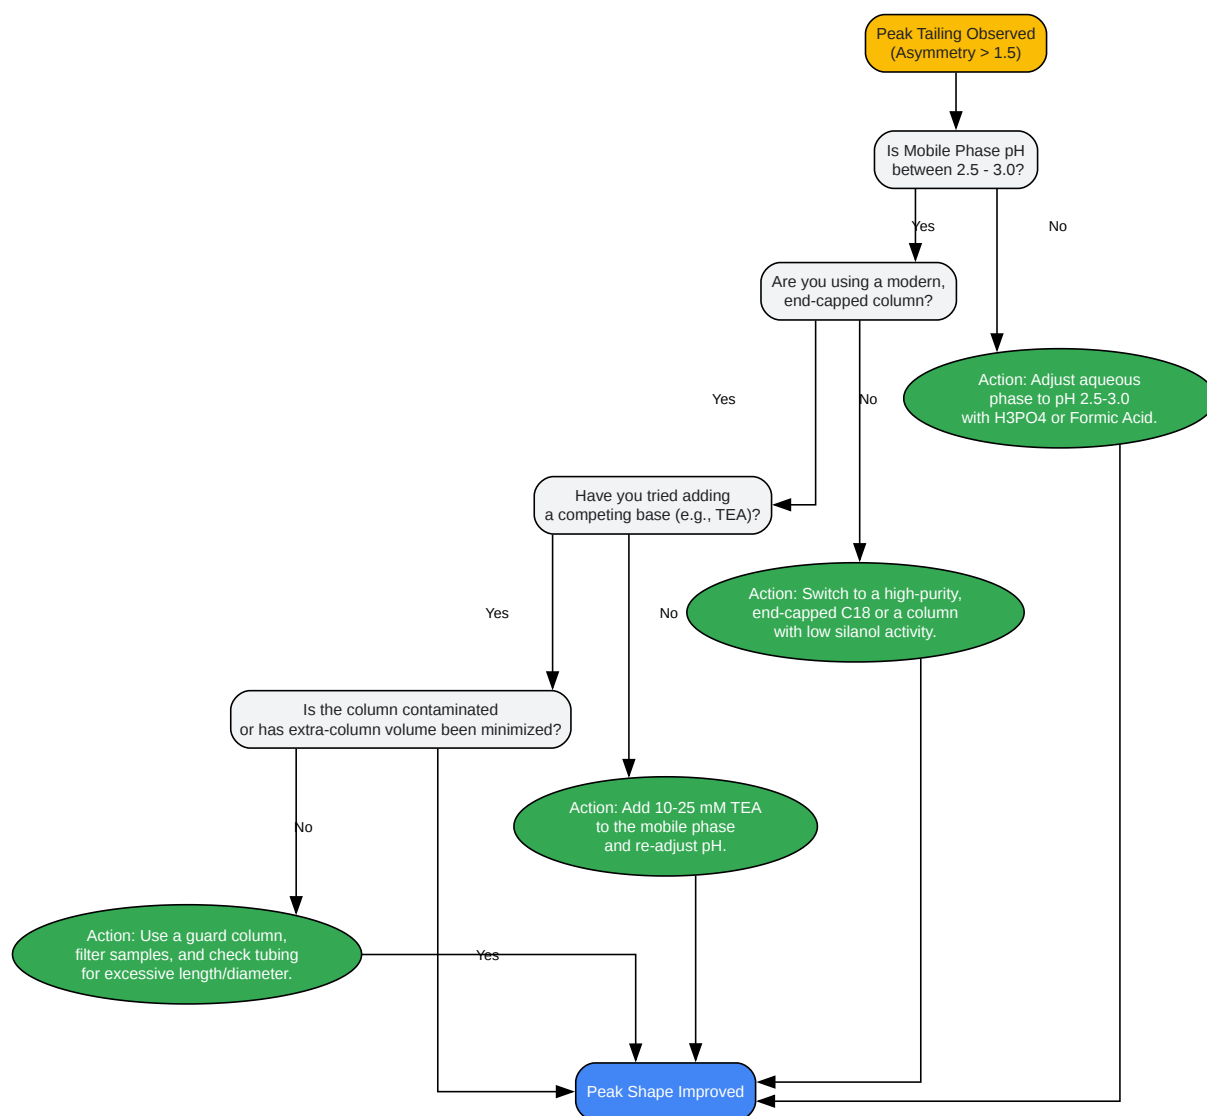 Peak Tailing Observed
(Asymmetry > 1.5)
Is Mobile Phase pH
between 2.5 - 3.0?
Yes
No
Are you using a modern,
end-capped column?
Action: Adjust aqueous
phase to pH 2.5-3.0
with H3PO4 or Formic Acid.
Yes
No
Have you tried adding
a competing base (e.g., TEA)?
Action: Switch to a high-purity,
end-capped C18 or a column
with low silanol activity.
Yes
No
Is the column contaminated
or has extra-column volume been minimized?
Action: Add 10-25 mM TEA
to the mobile phase
and re-adjust pH.
No
Action: Use a guard column,
filter samples, and check tubing
for excessive length/diameter.
Yes
Peak Shape Improved